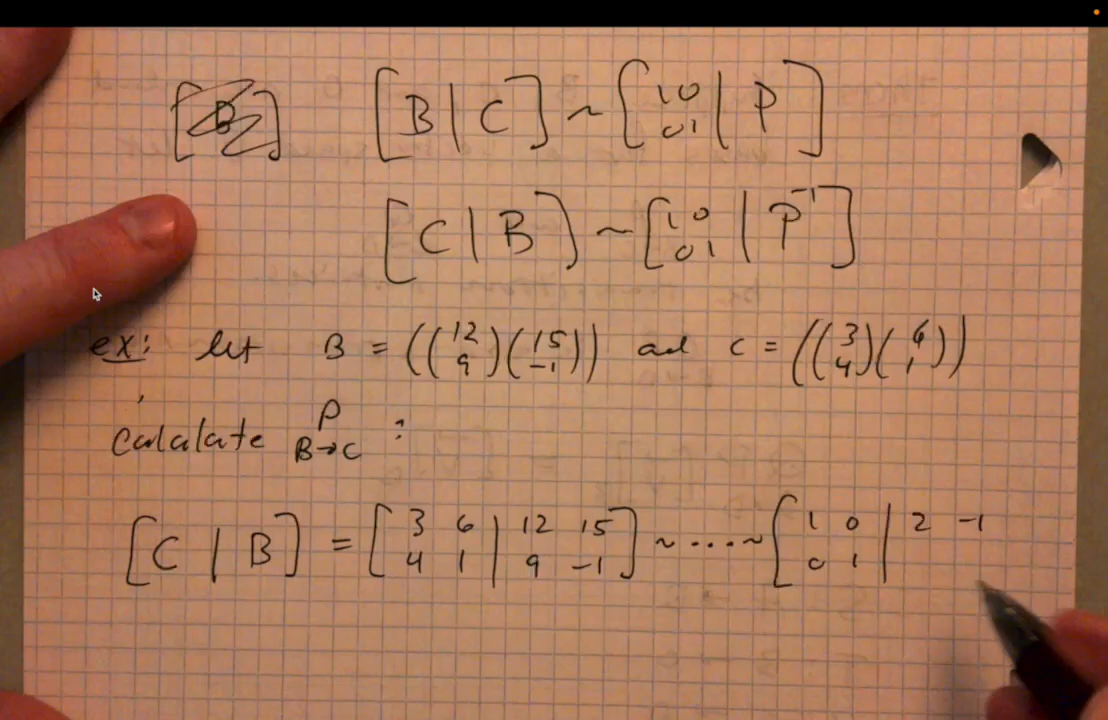 [B] [B | C] ~ [1 0 0 1 | P]
[C | B] ~ [1 0 0 1 | P⁻¹]
ex: let B = ((12 9)(15 -1)) and C = ((3 4)(6 1))
calculate P B→C :
[C | B] = [3 6 | 12 15] ~ ... ~ [1 0 | 2 -1
4 1 | 9 -1 0 1 |